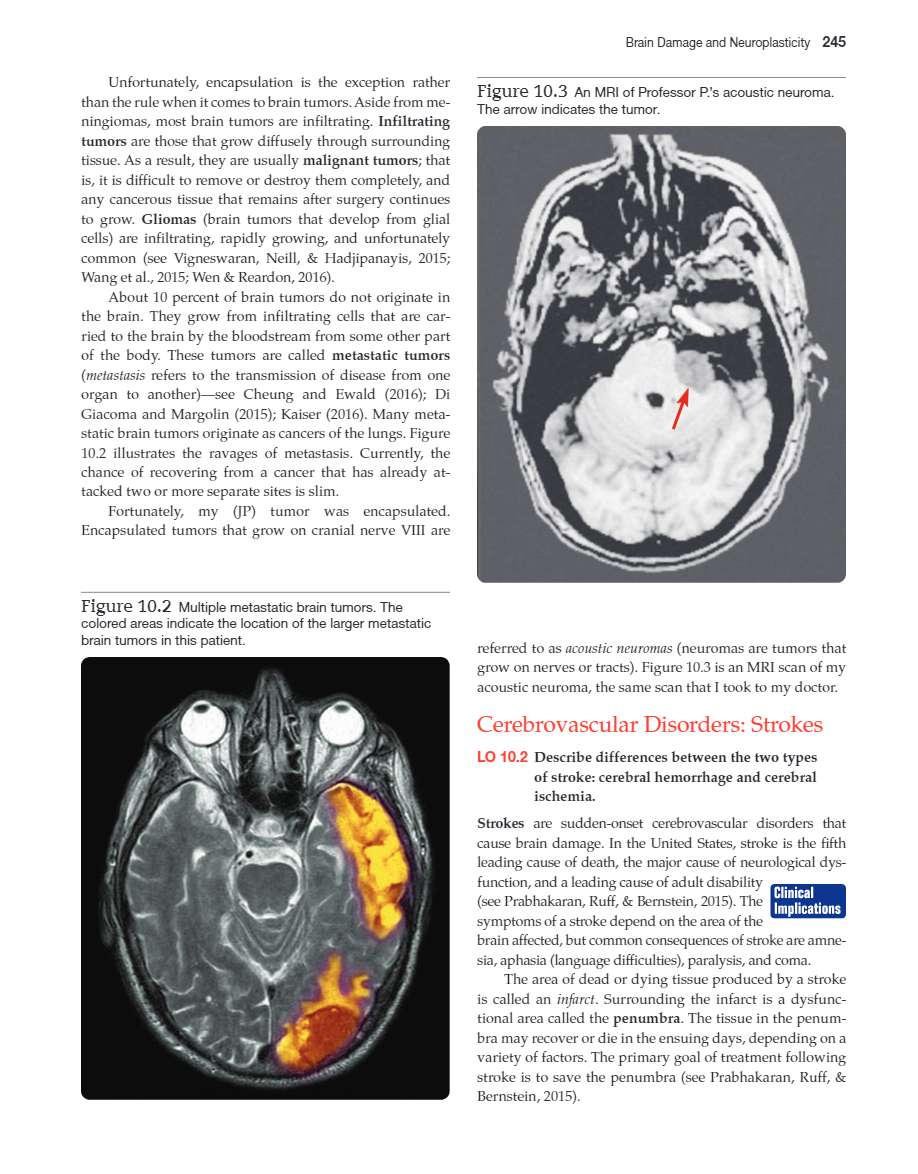 Brain Damage and Neuroplasticity 245
Unfortunately, encapsulation is the exception rather
than the rule when it comes to brain tumors. Aside from me-
ningiomas, most brain tumors are infiltrating. Infiltrating
tumors are those that grow diffusely through surrounding
tissue. As a result, they are usually malignant tumors; that
is, it is difficult to remove or destroy them completely, and
any cancerous tissue that remains after surgery continues
to grow. Gliomas (brain tumors that develop from glial
cells) are infiltrating, rapidly growing, and unfortunately
common (see Vigneswaran, Neill, & Hadjipanayis, 2015;
Wang et al., 2015; Wen & Reardon, 2016).
About 10 percent of brain tumors do not originate in
the brain. They grow from infiltrating cells that are car-
ried to the brain by the bloodstream from some other part
of the body. These tumors are called metastatic tumors
(metastasis refers to the transmission of disease from one
organ to another)—see Cheung and Ewald (2016); Di
Giacoma and Margolin (2015); Kaiser (2016). Many meta-
static brain tumors originate as cancers of the lungs. Figure
10.2 illustrates the ravages of metastasis. Currently, the
chance of recovering from a cancer that has already at-
tacked two or more separate sites is slim.
Fortunately, my (JP) tumor was encapsulated.
Encapsulated tumors that grow on cranial nerve VIII are
Figure 10.2 Multiple metastatic brain tumors. The
colored areas indicate the location of the larger metastatic
brain tumors in this patient.
Figure 10.3 An MRI of Professor P.'s acoustic neuroma.
The arrow indicates the tumor.
referred to as acoustic neuromas (neuromas are tumors that
grow on nerves or tracts). Figure 10.3 is an MRI scan of my
acoustic neuroma, the same scan that I took to my doctor.
Cerebrovascular Disorders: Strokes
LO 10.2 Describe differences between the two types
of stroke: cerebral hemorrhage and cerebral
ischemia.
Strokes are sudden-onset cerebrovascular disorders that
cause brain damage. In the United States, stroke is the fifth
leading cause of death, the major cause of neurological dys-
function, and a leading cause of adult disability
(see Prabhakaran, Ruff, & Bernstein, 2015). The
symptoms of a stroke depend on the area of the
Clinical
Implications
brain affected, but common consequences of stroke are amne-
sia, aphasia (language difficulties), paralysis, and coma.
The area of dead or dying tissue produced by a stroke
is called an infarct. Surrounding the infarct is a dysfunc-
tional area called the penumbra. The tissue in the penum-
bra may recover or die in the ensuing days, depending on a
variety of factors. The primary goal of treatment following
stroke is to save the penumbra (see Prabhakaran, Ruff, &
Bernstein, 2015).